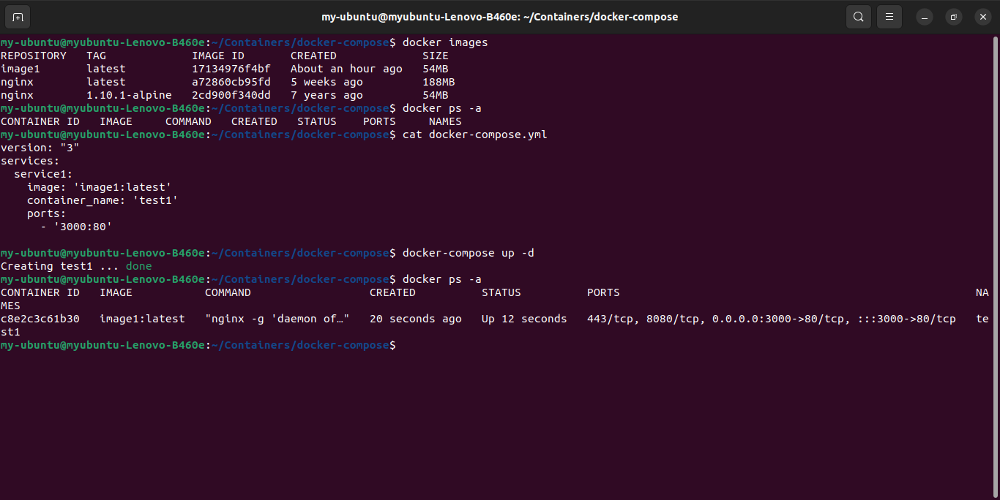 my-ubuntu@myubuntu-Lenovo-B460e: ~/Containers/docker-compose
my-ubuntu@myubuntu-Lenovo-B460e:~/Containers/docker-compose$ docker images
REPOSITORY   TAG             IMAGE ID       CREATED             SIZE
image1       latest          17134976f4bf   About an hour ago   54MB
nginx        latest          a72860cb95fd   5 weeks ago         188MB
nginx        1.10.1-alpine   2cd900f340dd   7 years ago         54MB
my-ubuntu@myubuntu-Lenovo-B460e:~/Containers/docker-compose$ docker ps -a
CONTAINER ID   IMAGE     COMMAND   CREATED   STATUS    PORTS     NAMES
my-ubuntu@myubuntu-Lenovo-B460e:~/Containers/docker-compose$ cat docker-compose.yml
version: "3"
services:
  service1:
    image: 'image1:latest'
    container_name: 'test1'
    ports:
      - '3000:80'
my-ubuntu@myubuntu-Lenovo-B460e:~/Containers/docker-compose$ docker-compose up -d
Creating test1 ... done
my-ubuntu@myubuntu-Lenovo-B460e:~/Containers/docker-compose$ docker ps -a
CONTAINER ID   IMAGE           COMMAND                  CREATED          STATUS          PORTS                                                      NA
MES
c8e2c3c61b30   image1:latest   "nginx -g 'daemon of…"   20 seconds ago   Up 12 seconds   443/tcp, 8080/tcp, 0.0.0.0:3000->80/tcp, :::3000->80/tcp   te
st1
my-ubuntu@myubuntu-Lenovo-B460e:~/Containers/docker-compose$